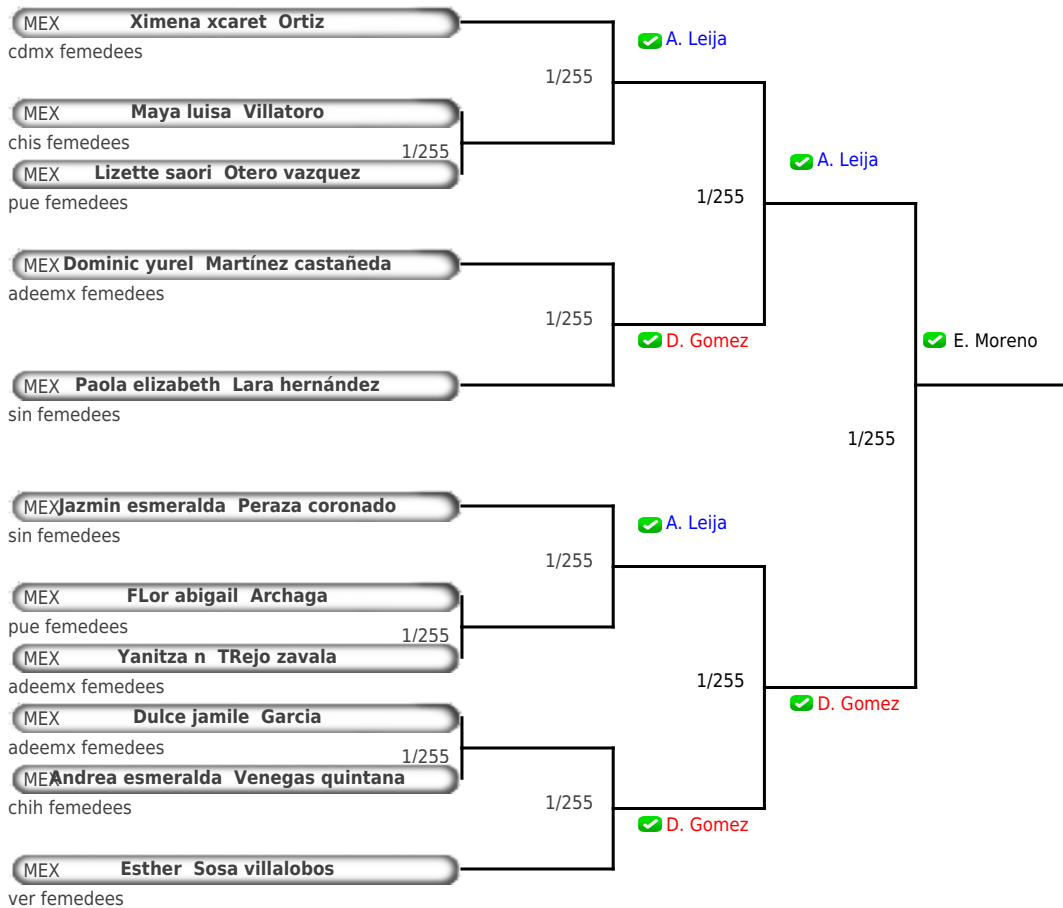 MEX Ximena xcaret Ortiz
cdmx femedees
A. Leija
1/255
MEX Maya luisa Villatoro
chis femedees
1/255
MEX Lizette saori Otero vazquez
pue femedees
A. Leija
1/255
MEX Dominic yurel Martínez castañeda
adeemx femedees
1/255
D. Gomez
E. Moreno
MEX Paola elizabeth Lara hernández
sin femedees
1/255
MEX Jazmin esmeralda Peraza coronado
sin femedees
A. Leija
1/255
MEX FLor abigail Archaga
pue femedees
1/255
MEX Yanitza n TRejo zavala
adeemx femedees
1/255
D. Gomez
MEX Dulce jamile Garcia
adeemx femedees
1/255
MEX Andrea esmeralda Venegas quintana
chih femedees
1/255
D. Gomez
MEX Esther Sosa villalobos
ver femedees